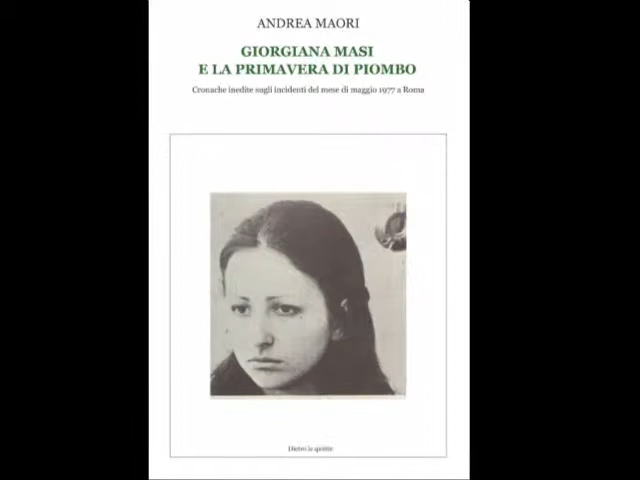 ANDREA MAORI
GIORGIANA MASI
E LA PRIMAVERA DI PIOMBO
Cronache inedite sugli incidenti del mese di maggio 1977 a Roma
Dietro le quinte